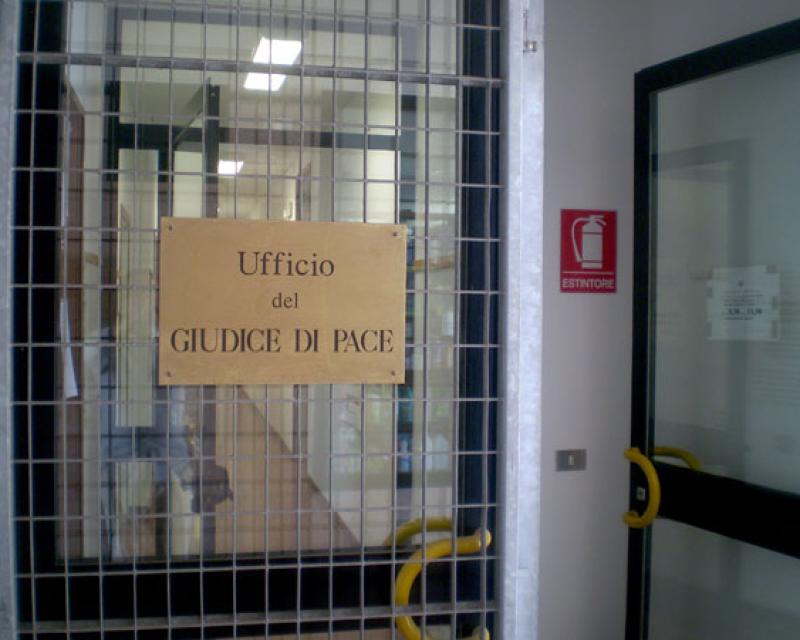 Ufficio
del
GIUDICE DI PACE
ESTINTORE